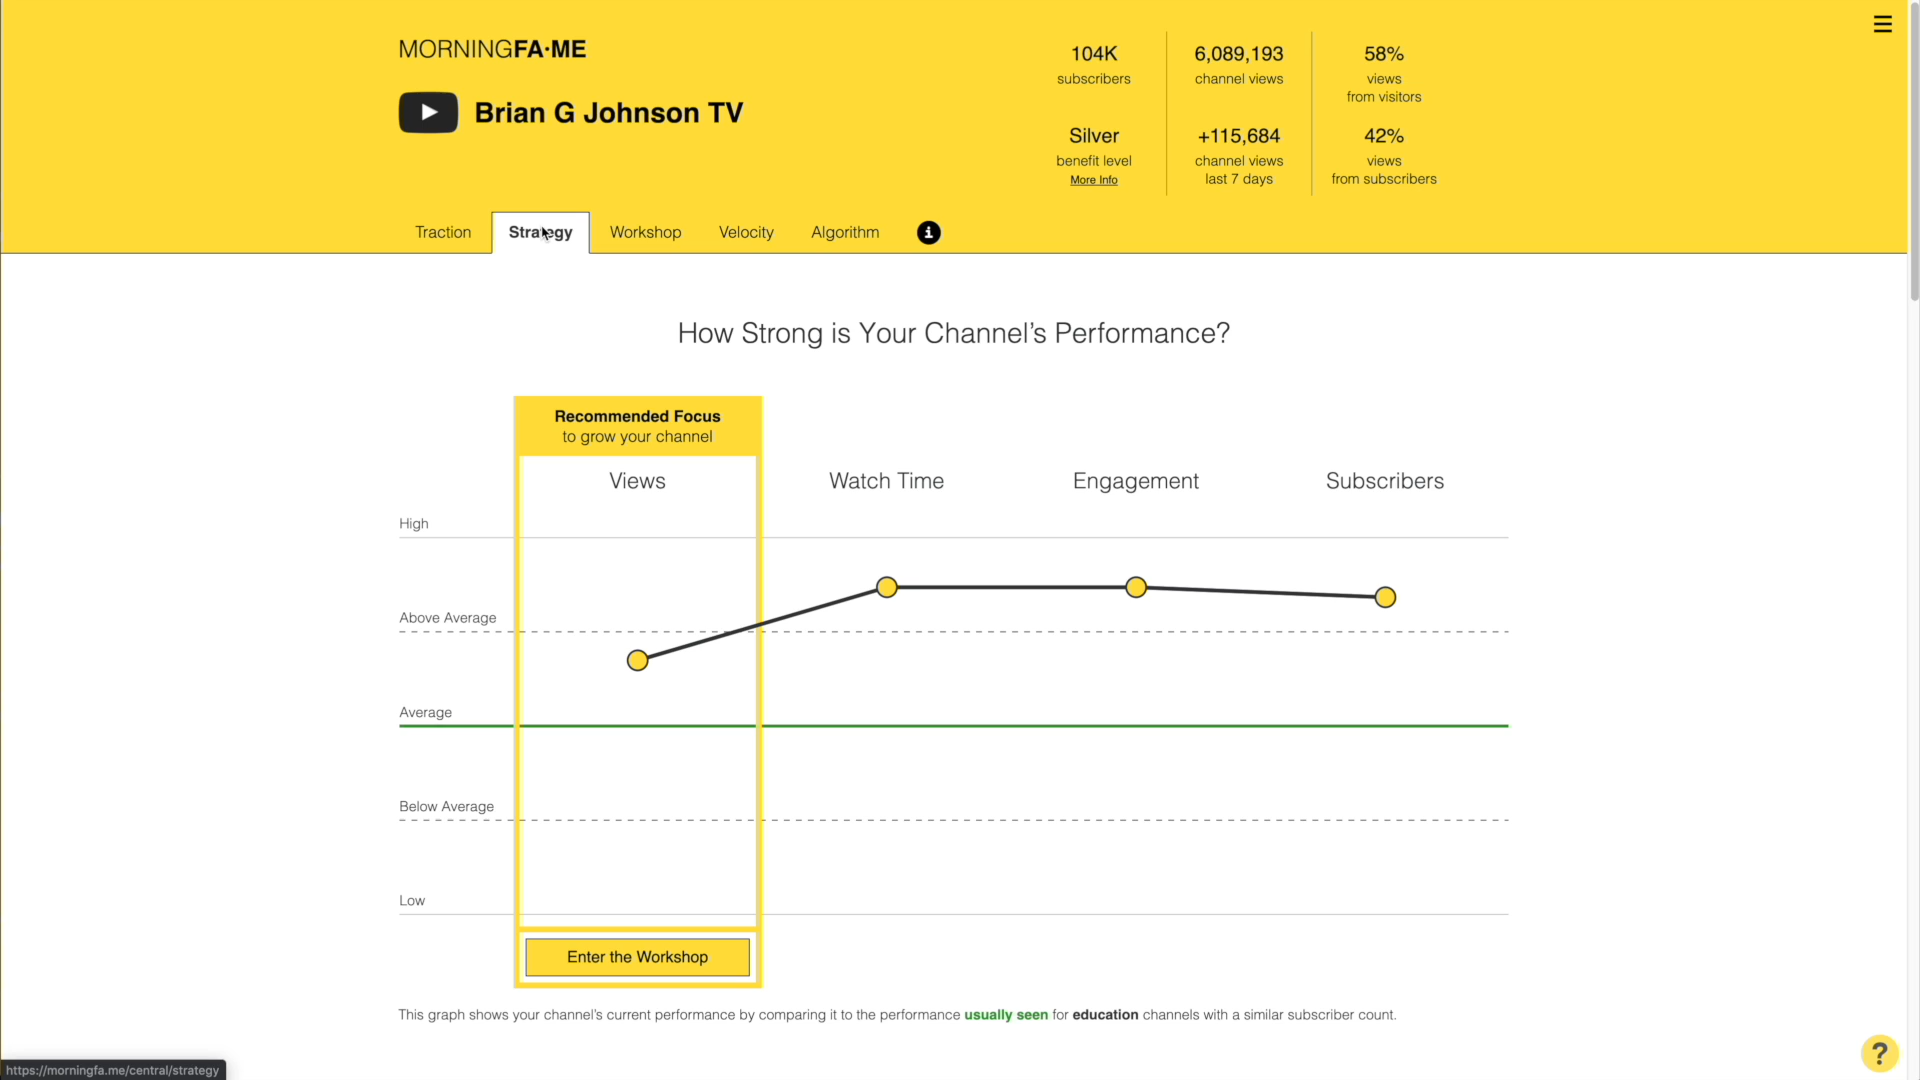 MORNINGFA·ME
Brian G Johnson TV
104K
subscribers
Silver
benefit level
More Info
6,089,193
channel views
+115,684
channel views
last 7 days
58%
views
from visitors
42%
views
from subscribers
Traction
Strategy
Workshop
Velocity
Algorithm
i
How Strong is Your Channel’s Performance?
Recommended Focus
to grow your channel
Views
Watch Time
Engagement
Subscribers
High
Above Average
Average
Below Average
Low
Enter the Workshop
This graph shows your channel’s current performance by comparing it to the performance usually seen for education channels with a similar subscriber count.
?
https://morningfa.me/central/strategy